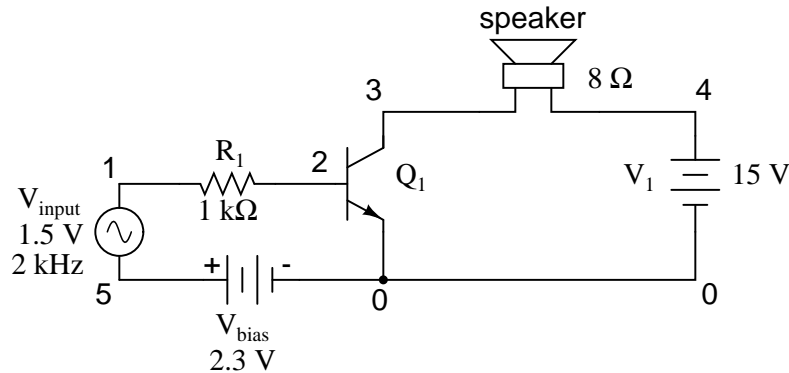 speaker
8 Ω
3
4
R1
1
2
Q1
V1
15 V
Vinput
1 kΩ
1.5 V
2 kHz
+
-
5
0
0
Vbias
2.3 V